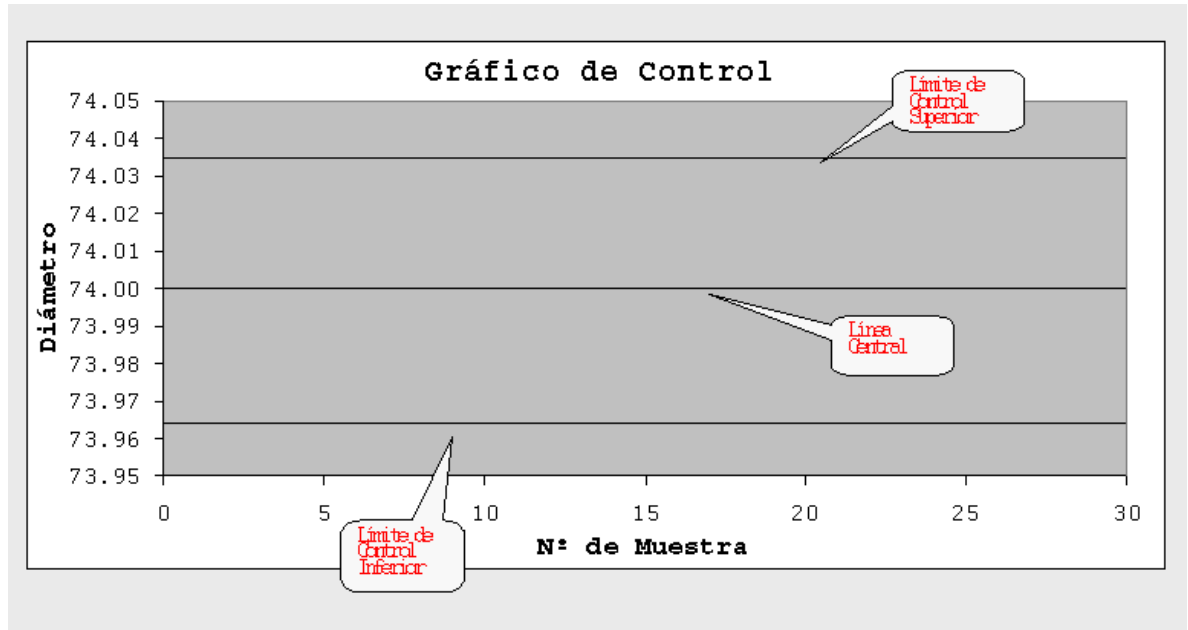 Gráfico de Control
Límite de
Control
Superior
74.05
74.04
74.03
74.02
74.01
74.00
73.99
73.98
73.97
73.96
73.95
Diámetro
Línea
Central
0 5 10 15 20 25 30
Límite de
Control
Inferior
Nº de Muestra